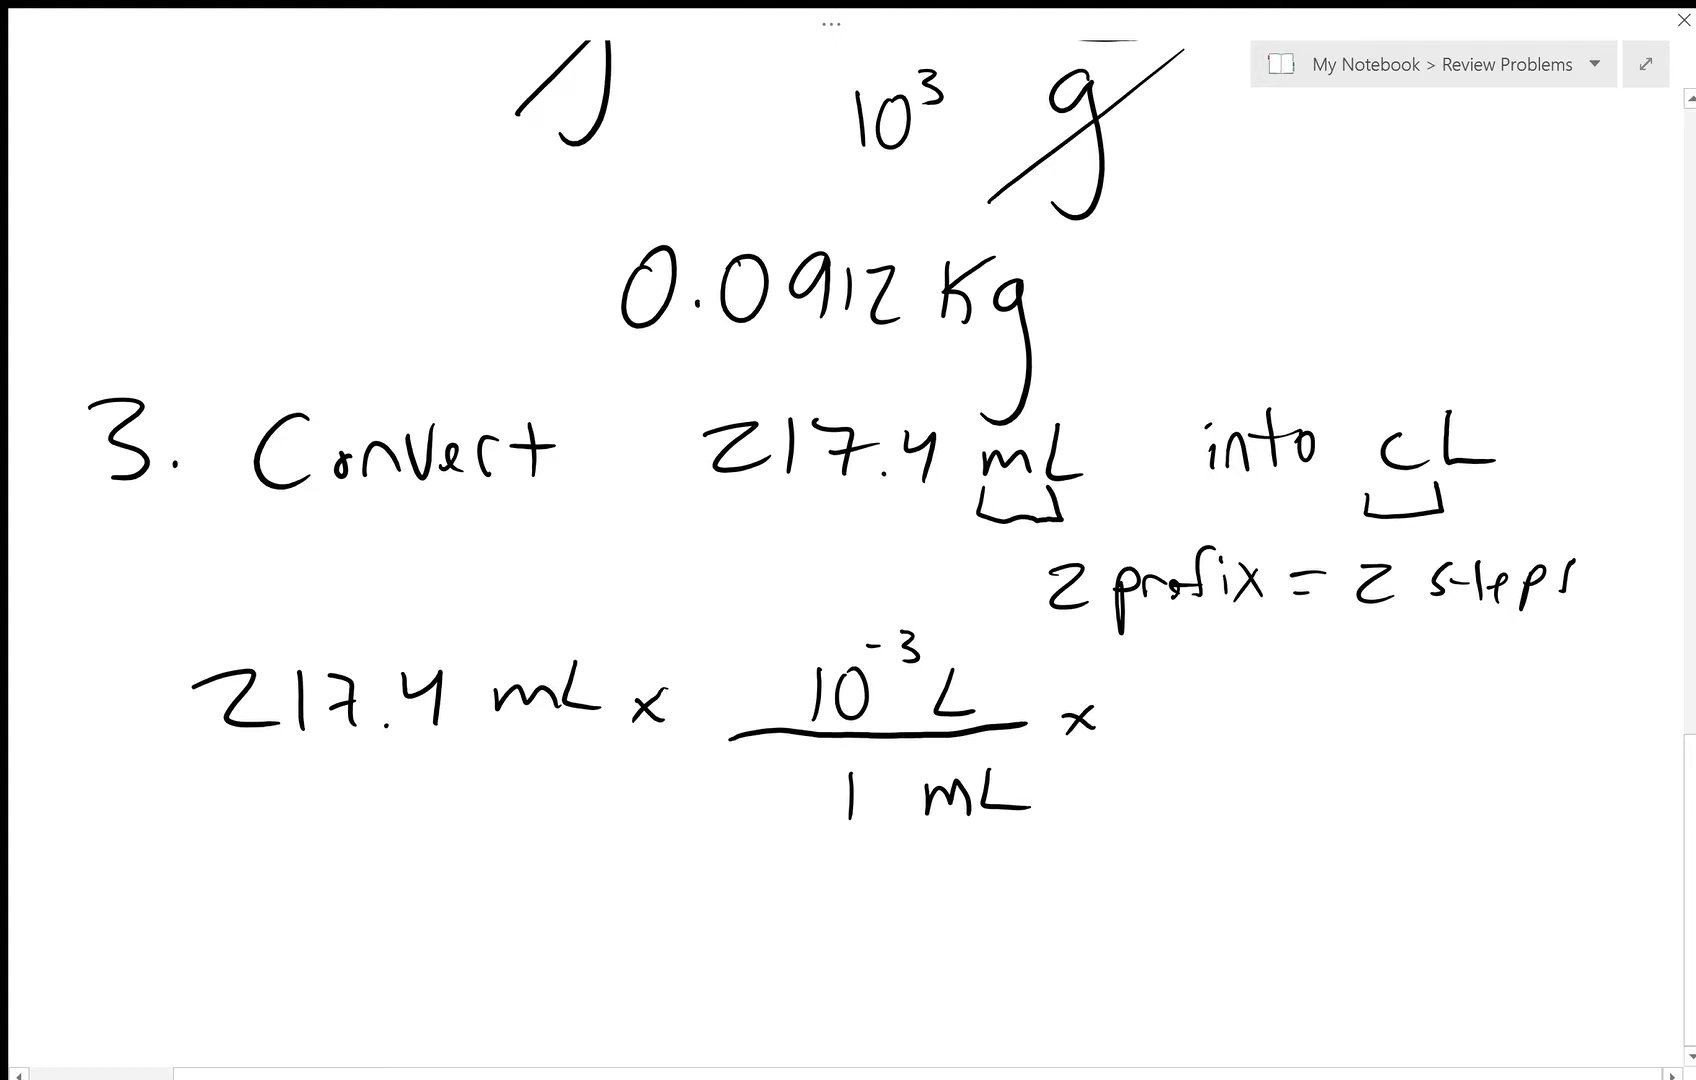 My Notebook > Review Problems
10³ g
0.0912 Kg
3. Convert 217.4 mL into cL
2 prefix = 2 steps
217.4 mL x 10⁻³ L x
1 mL